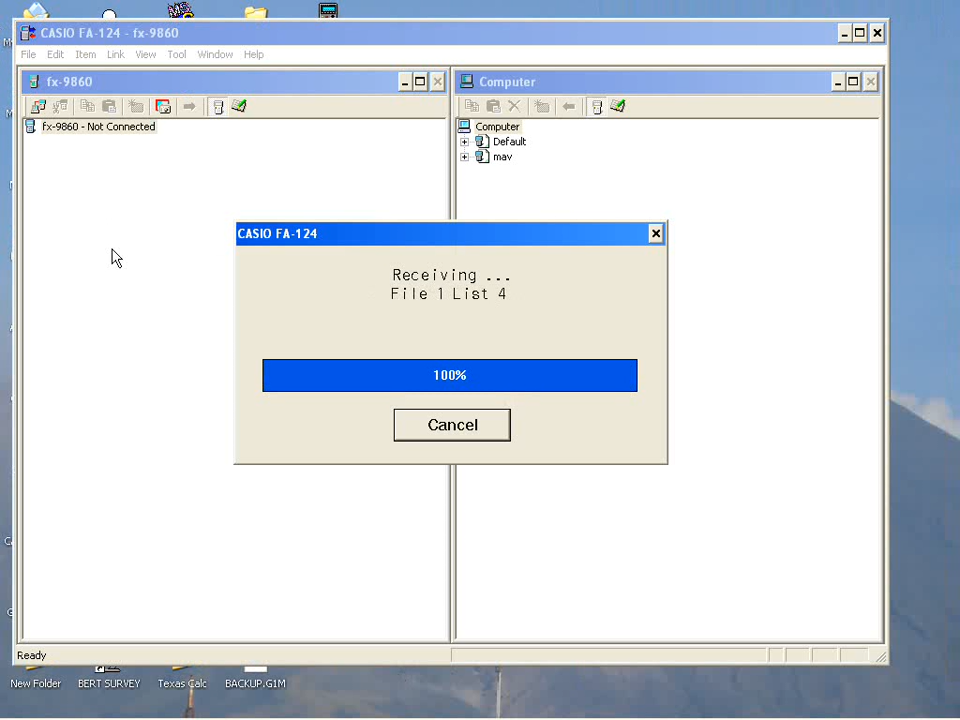 CASIO FA-124 - fx-9860
File Edit Item Link View Tool Window Help
fx-9860
Computer
fx-9860 - Not Connected
Computer
Default
mav
CASIO FA-124
Receiving ...
File 1 List 4
100%
Cancel
Ready
New Folder
BERT SURVEY
Texas Calc
BACKUP.G1M